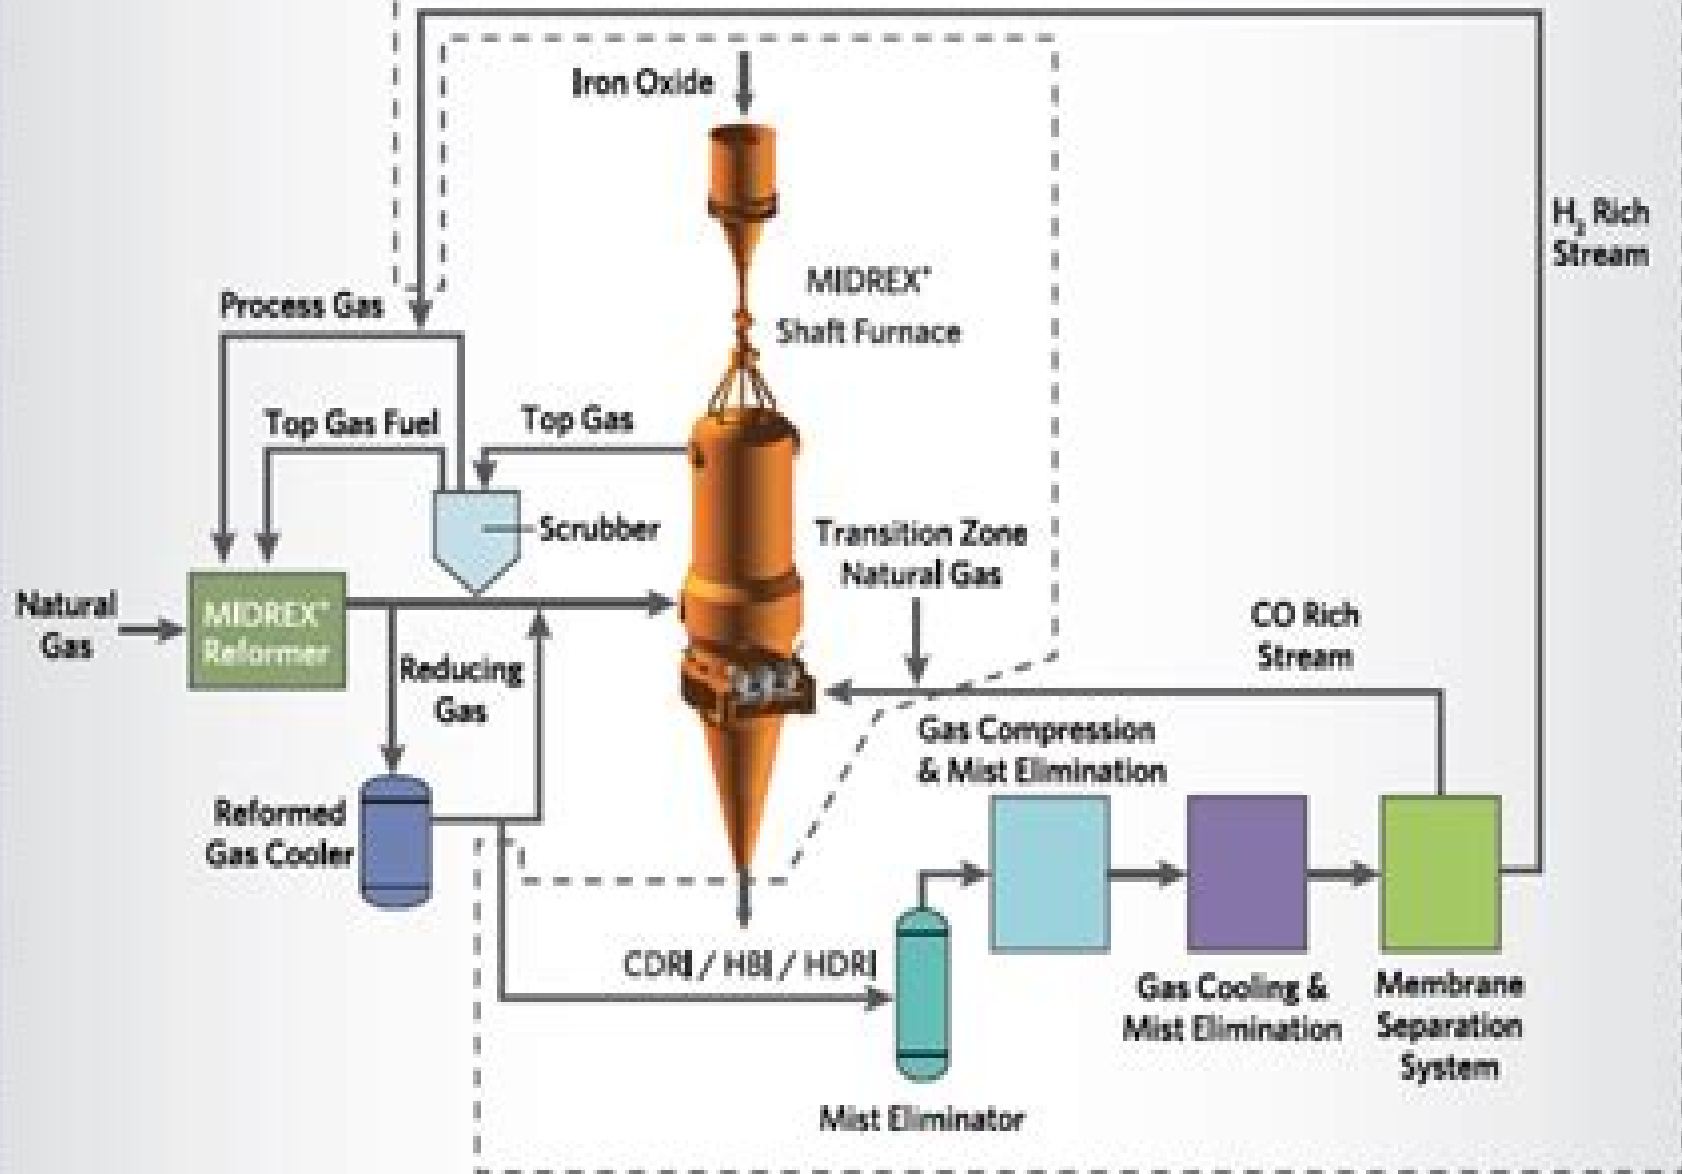 Iron Oxide
H₂ Rich
Stream
MIDREX®
Shaft Furnace
Process Gas
Top Gas Fuel
Top Gas
Scrubber
Transition Zone
Natural Gas
Natural
Gas
MIDREX®
Reformer
Reducing
Gas
CO Rich
Stream
Gas Compression
& Mist Elimination
Reformed
Gas Cooler
CDRI / HBI / HDRI
Gas Cooling &
Mist Elimination
Membrane
Separation
System
Mist Eliminator